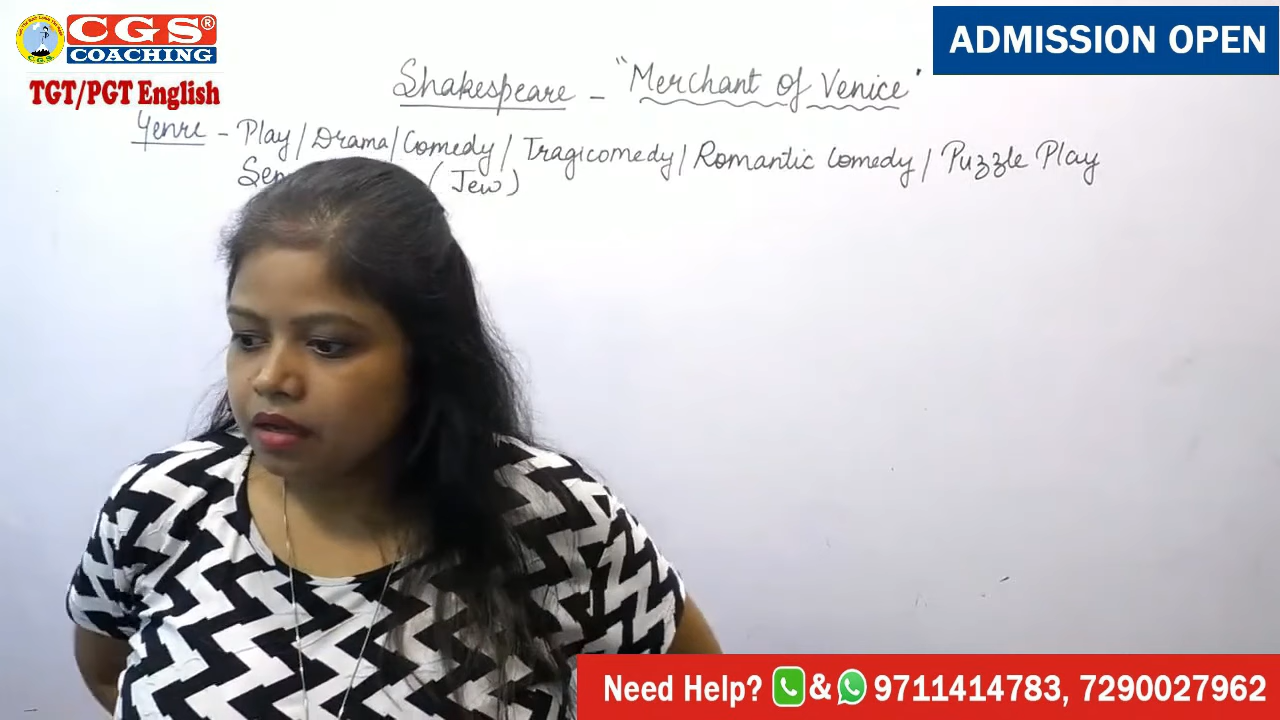 CGS®
COACHING
TGT/PGT English
ADMISSION OPEN
Shakespeare - "Merchant of Venice"
Genre - Play / Drama / Comedy / Tragicomedy / Romantic Comedy / Puzzle Play
(Jew)
Need Help? & 9711414783, 7290027962